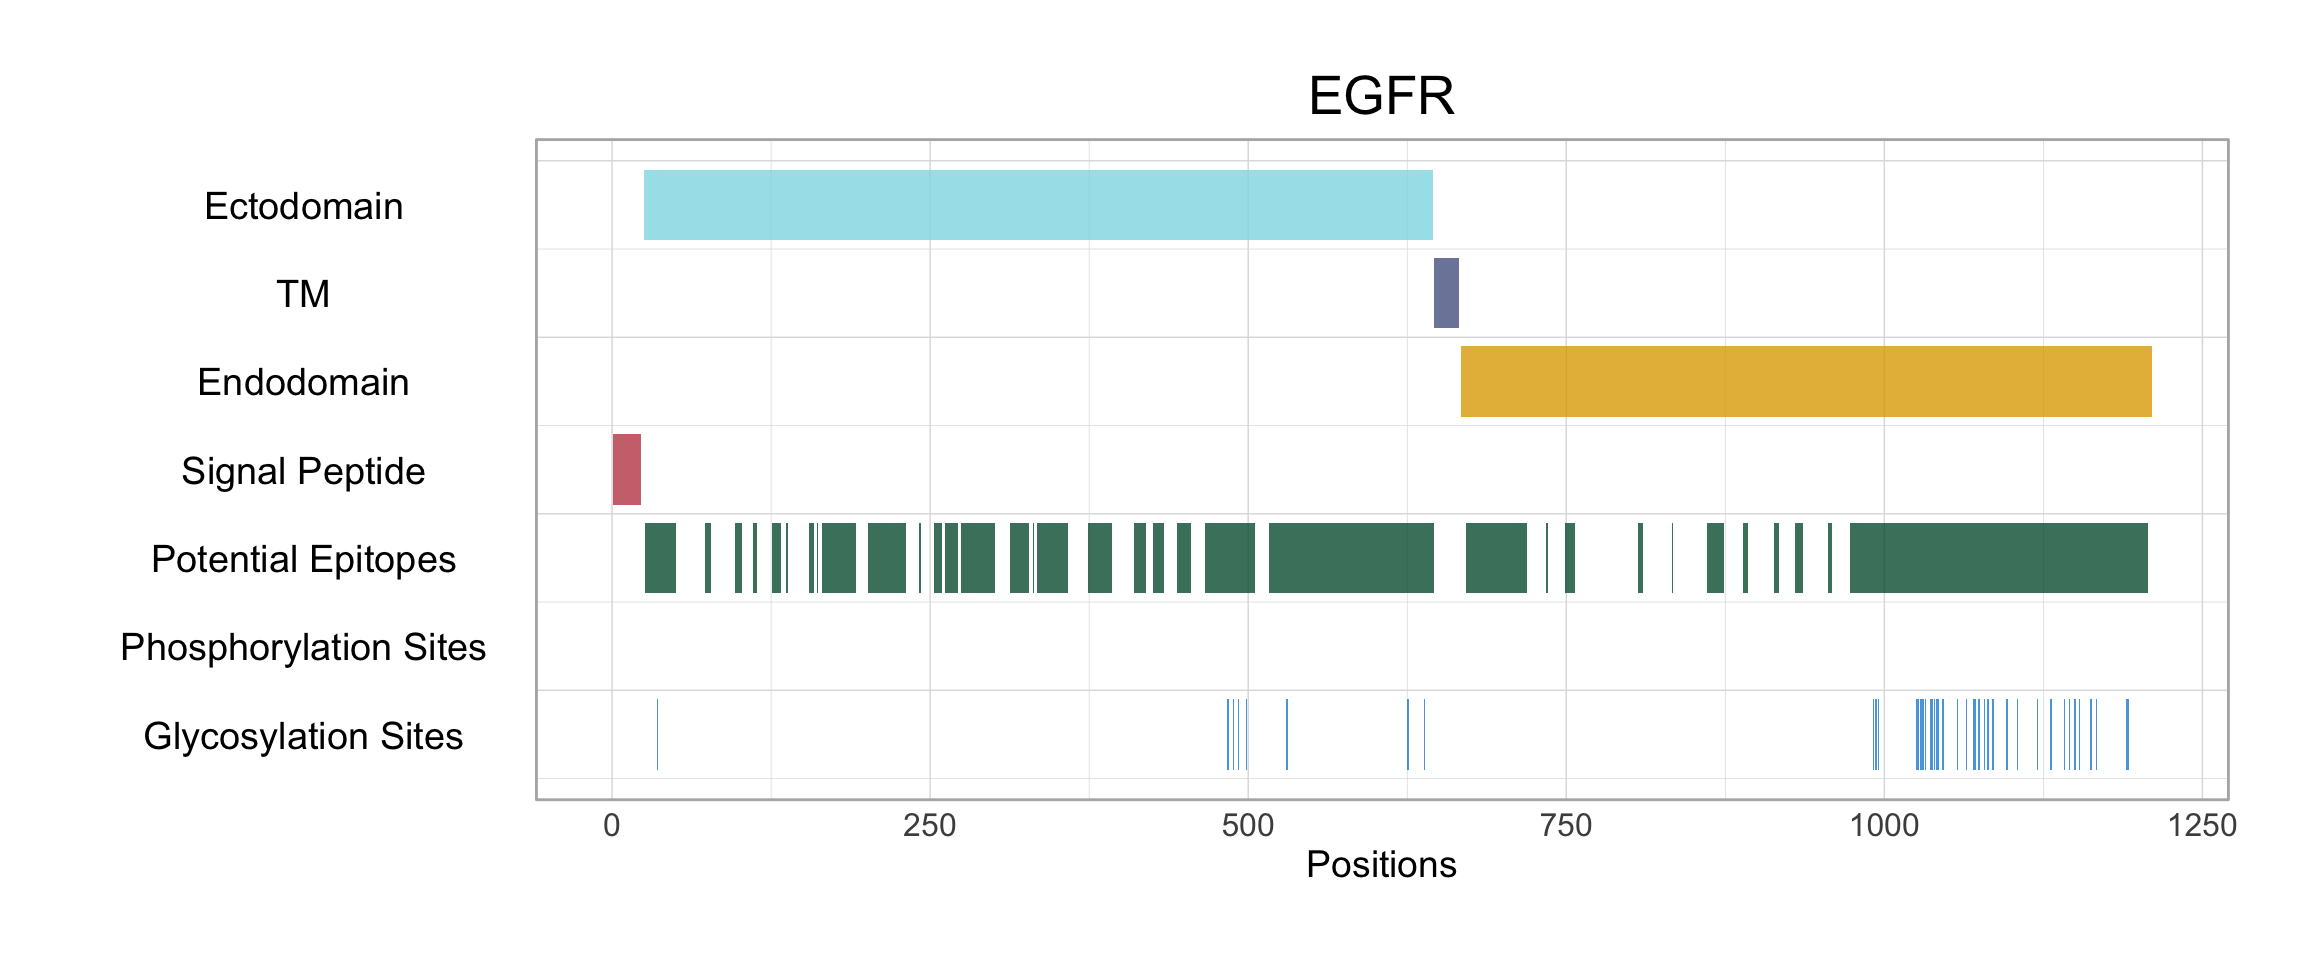 EGFR
Ectodomain
TM
Endodomain
Signal Peptide
Potential Epitopes
Phosphorylation Sites
Glycosylation Sites
0 250 500 750 1000 1250
Positions